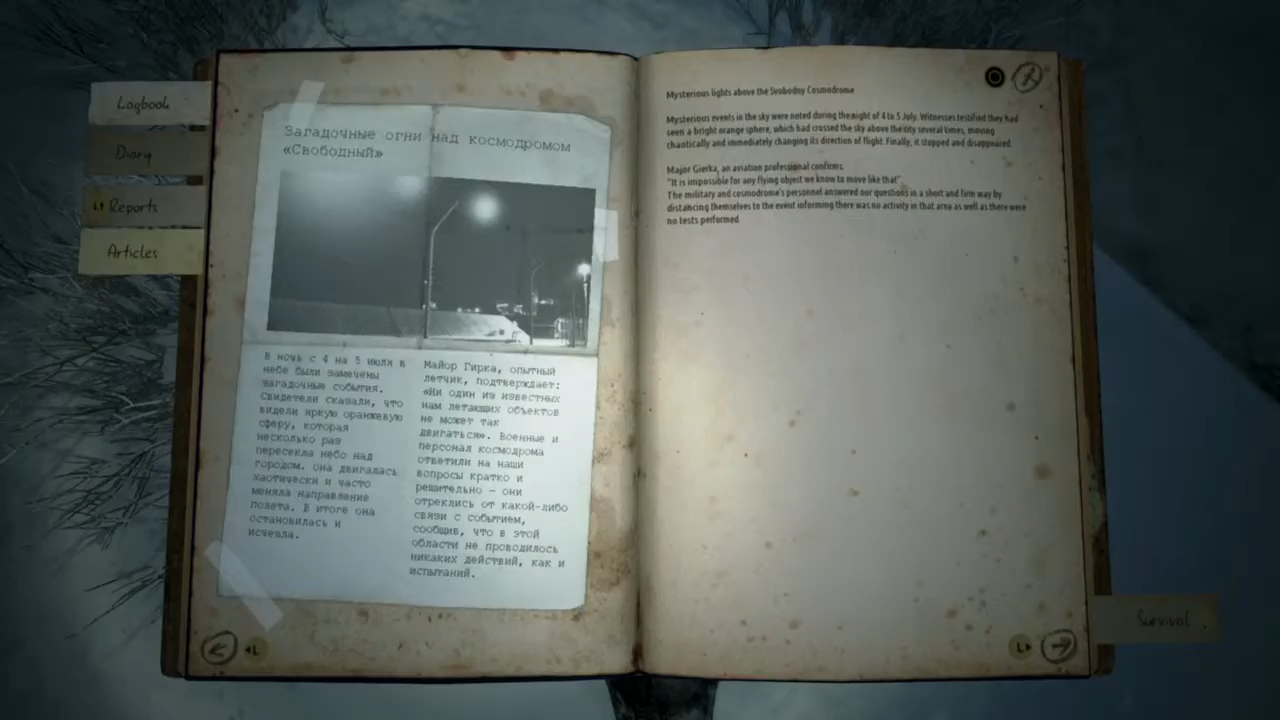 Logbook
Diary
L1 Reports
Articles
Загадочные огни над космодромом
«Свободный»
В ночь с 4 на 5 июля в
небе были замечены
загадочные события.
Свидетели сказали, что
видели яркую оранжевую
сферу, которая
несколько раз
пересекла небо над
городом. Она двигалась
хаотически и часто
меняла направление
полета. В итоге она
остановилась и
исчезла.
Майор Гирка, опытный
летчик, подтверждает:
«Ни один из известных
нам летающих объектов
не может так
двигаться». Военные и
персонал космодрома
ответили на наши
вопросы кратко и
решительно — они
отреклись от какой-либо
связи с событием,
сообщив, что в этой
области не проводилось
никаких действий, как и
испытаний.
L
Mysterious lights above the Svobodny Cosmodrome
Mysterious events in the sky were noted during the night of 4 to 5 July. Witnesses testified they had
seen a bright orange sphere, which had crossed the sky above the city several times, moving
chaotically and immediately changing its direction of flight. Finally, it stopped and disappeared.
Major Gierka, an aviation professional confirms:
"It is impossible for any flying object we know to move like that".
The military and cosmodrome's personnel answered our questions in a short and firm way by
distancing themselves to the event informing there was no activity in that area as well as there were
no tests performed.
L
Survival